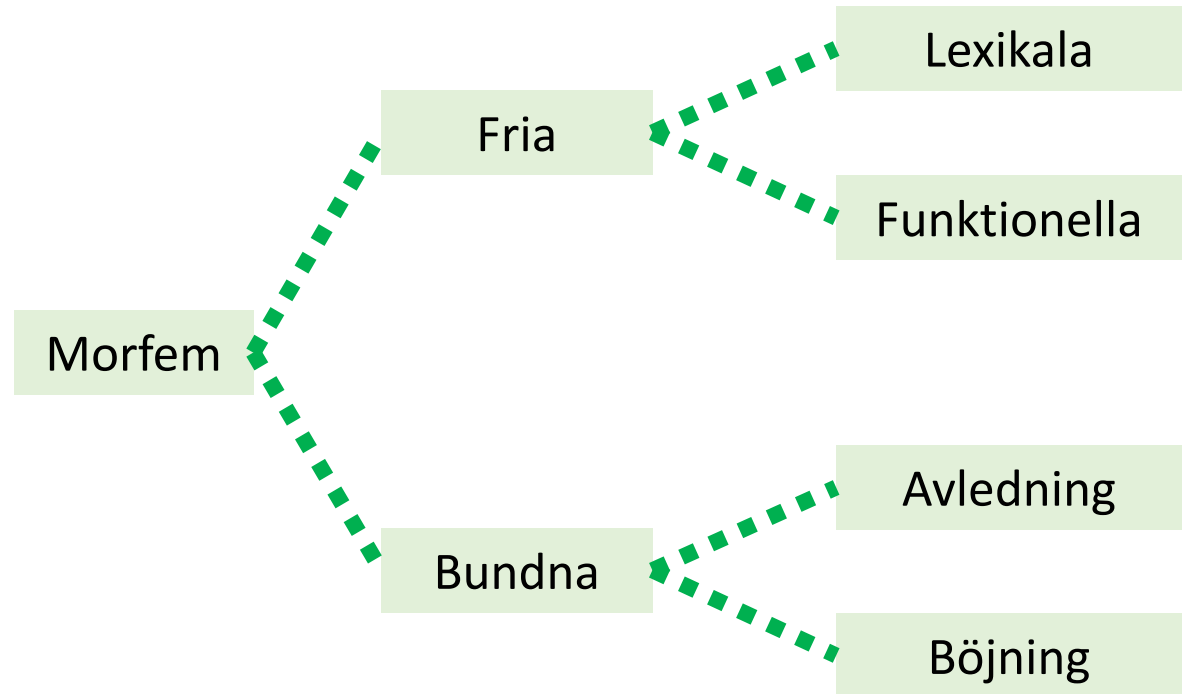 Lexikala
Fria
Funktionella
Morfem
Avledning
Bundna
Böjning